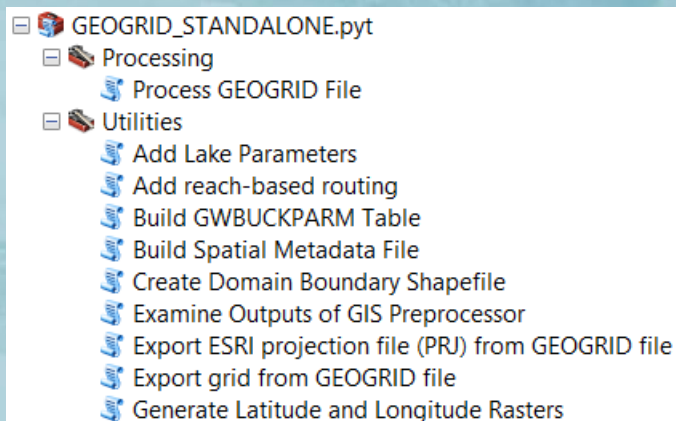 GEOGRID_STANDALONE.pyt
Processing
Process GEOGRID File
Utilities
Add Lake Parameters
Add reach-based routing
Build GWBUCKPARM Table
Build Spatial Metadata File
Create Domain Boundary Shapefile
Examine Outputs of GIS Preprocessor
Export ESRI projection file (PRJ) from GEOGRID file
Export grid from GEOGRID file
Generate Latitude and Longitude Rasters